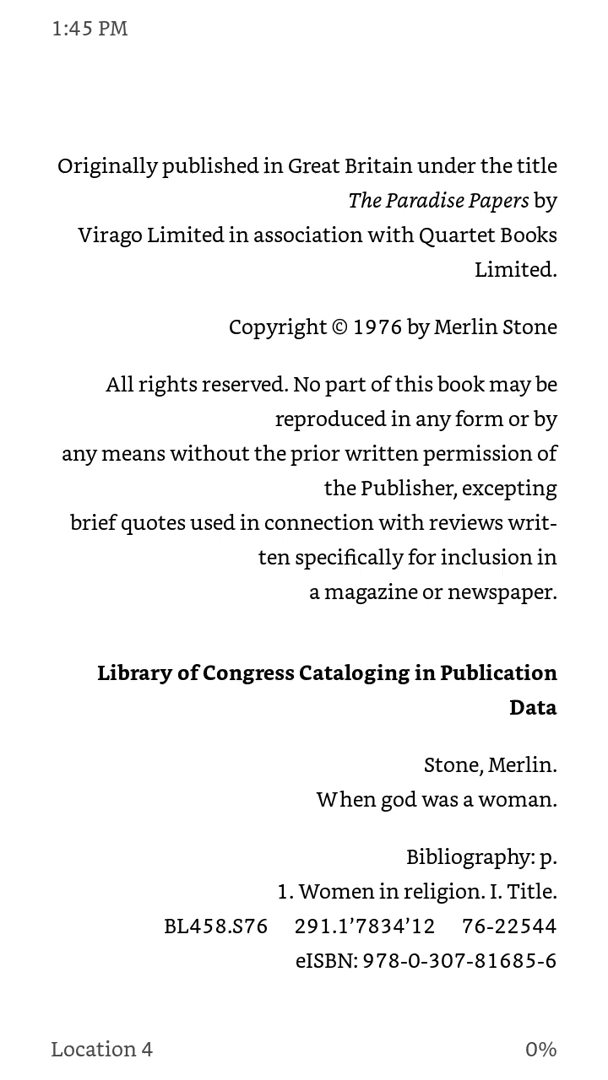 1:45 PM
Originally published in Great Britain under the title
The Paradise Papers by
Virago Limited in association with Quartet Books
Limited.
Copyright © 1976 by Merlin Stone
All rights reserved. No part of this book may be
reproduced in any form or by
any means without the prior written permission of
the Publisher, excepting
brief quotes used in connection with reviews writ-
ten specifically for inclusion in
a magazine or newspaper.
Library of Congress Cataloging in Publication
Data
Stone, Merlin.
When god was a woman.
Bibliography: p.
1. Women in religion. I. Title.
BL458.S76 291.1’7834’12 76-22544
eISBN: 978-0-307-81685-6
Location 4 0%